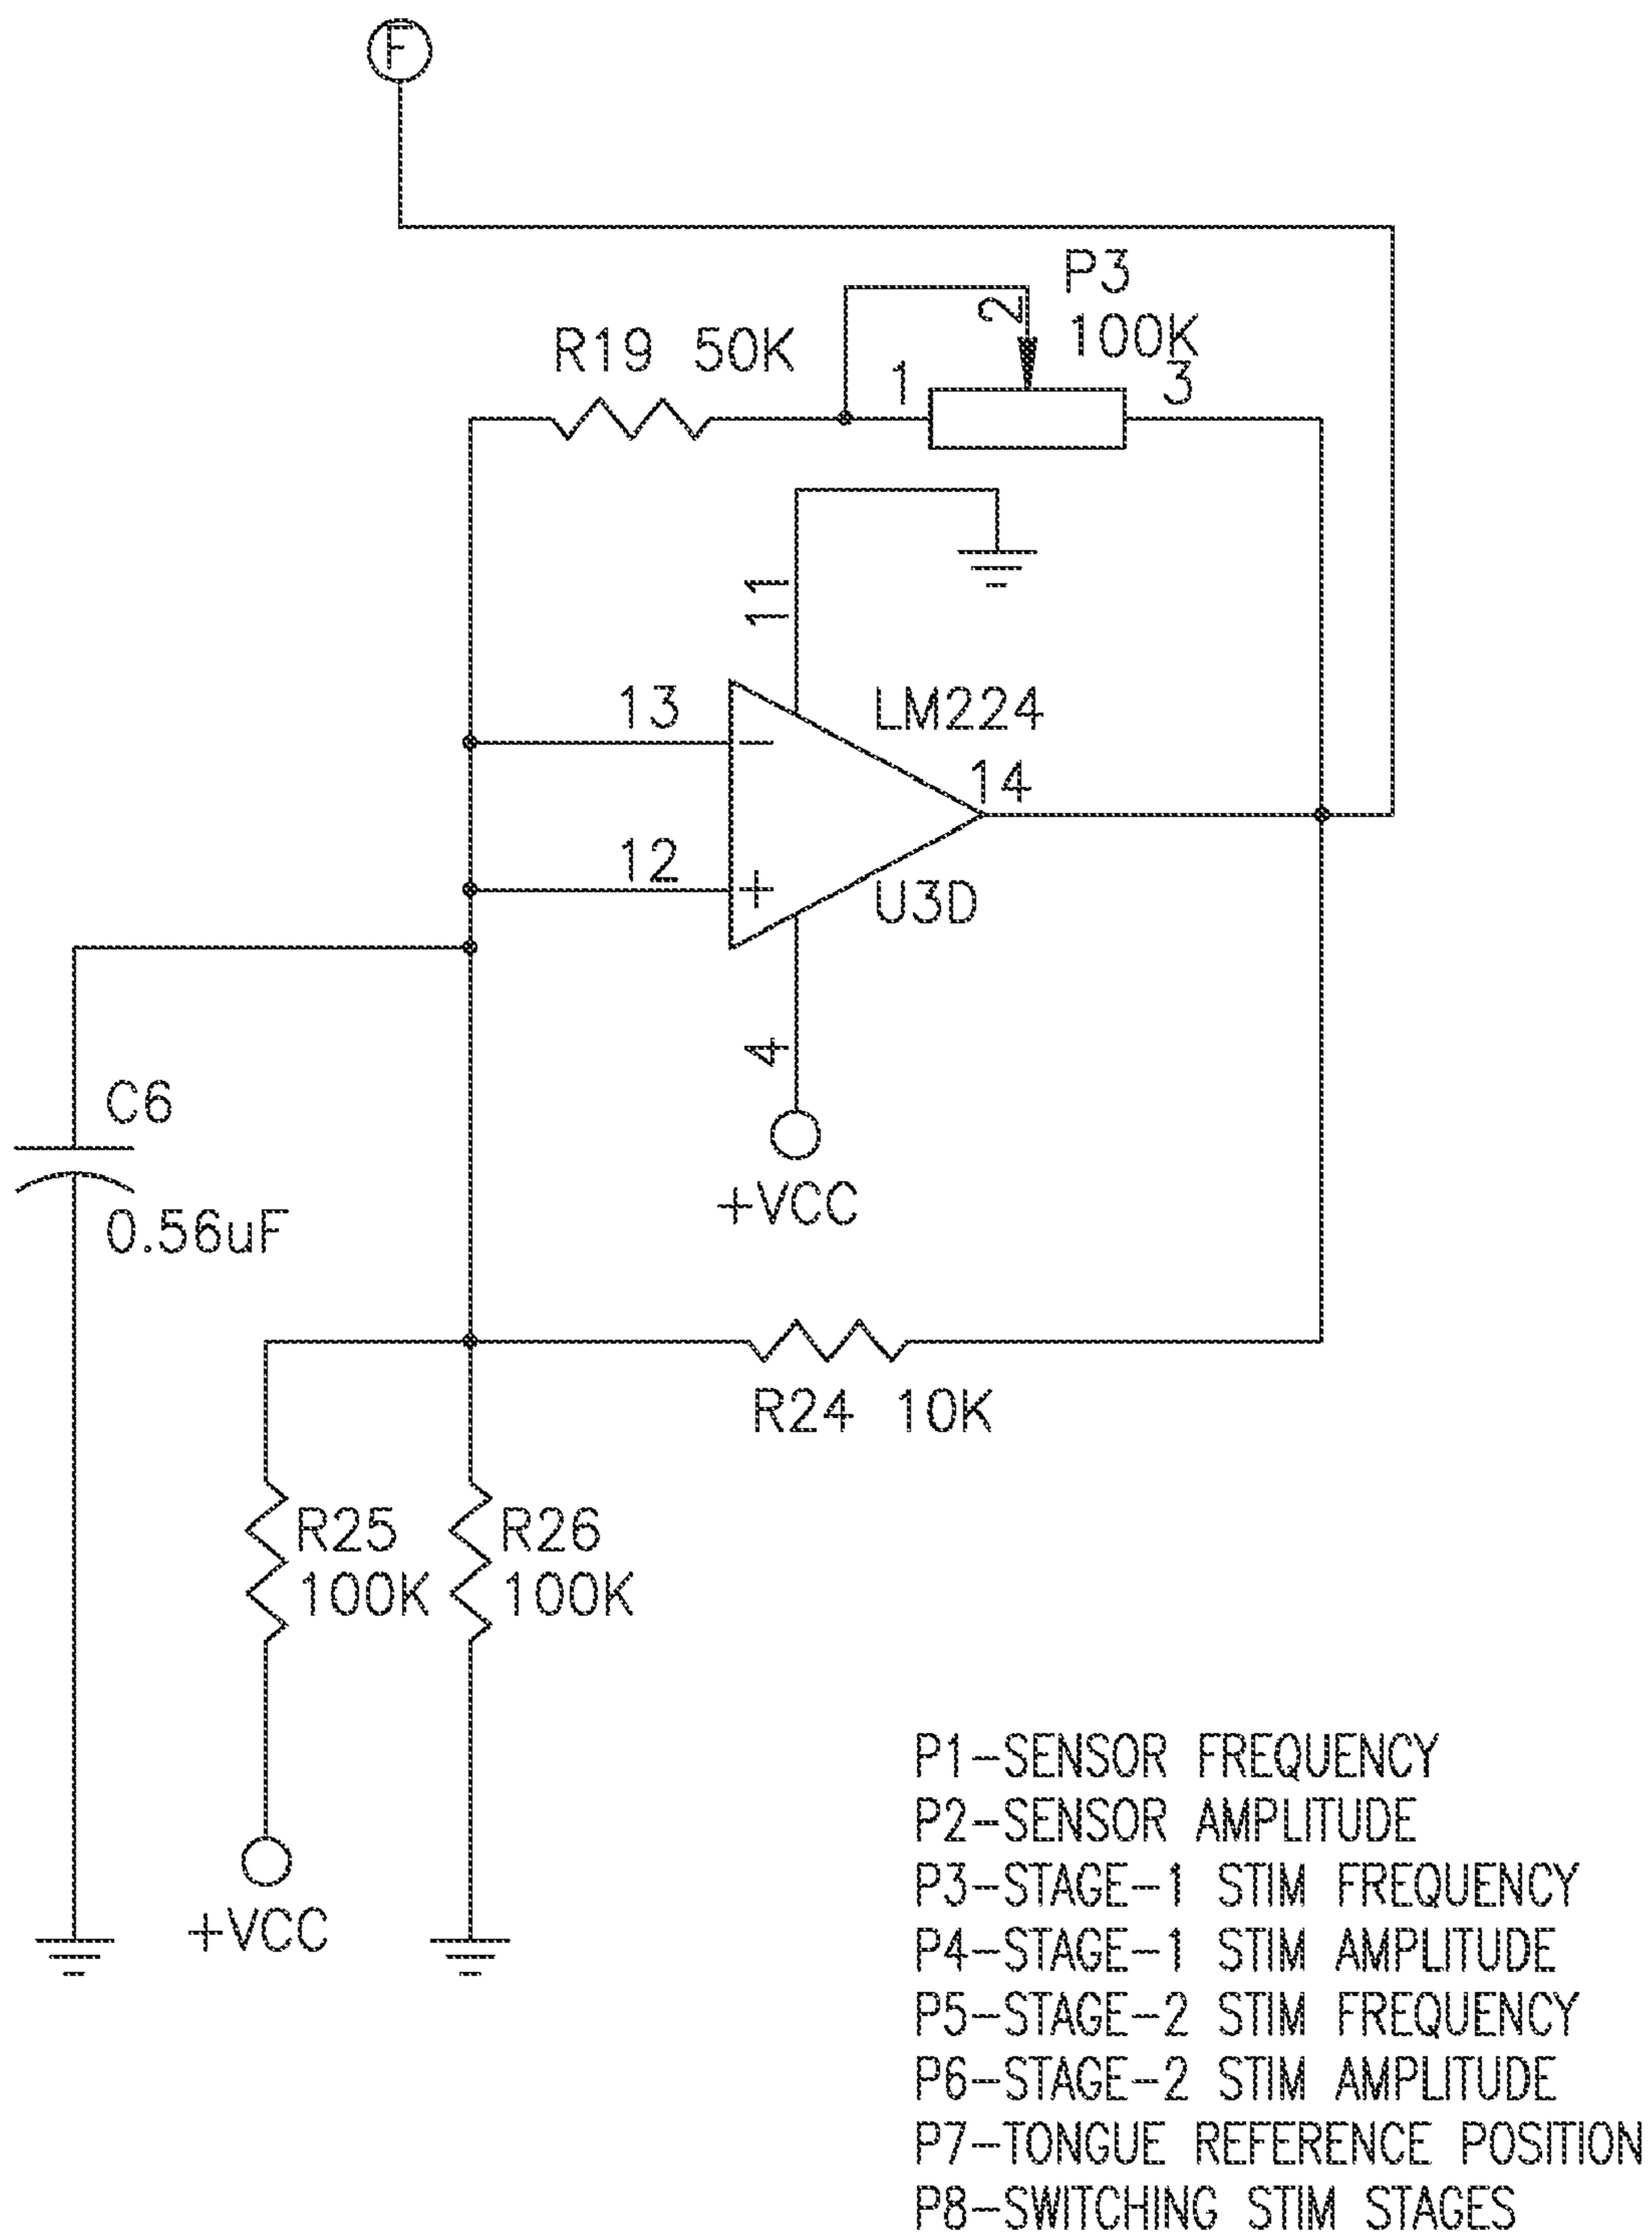 F
P3
100K
2
R19 50K
1
3
11
13
LM224
14
12
U3D
4
+VCC
C6
0.56uF
R24 10K
R25
100K
R26
100K
+VCC
P1-SENSOR FREQUENCY
P2-SENSOR AMPLITUDE
P3-STAGE-1 STIM FREQUENCY
P4-STAGE-1 STIM AMPLITUDE
P5-STAGE-2 STIM FREQUENCY
P6-STAGE-2 STIM AMPLITUDE
P7-TONGUE REFERENCE POSITION
P8-SWITCHING STIM STAGES